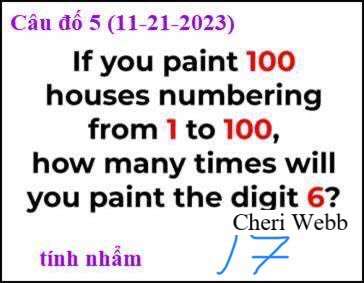 Câu đố 5 (11-21-2023)
If you paint 100
houses numbering
from 1 to 100,
how many times will
you paint the digit 6?
Cheri Webb
tính nhẩm
17